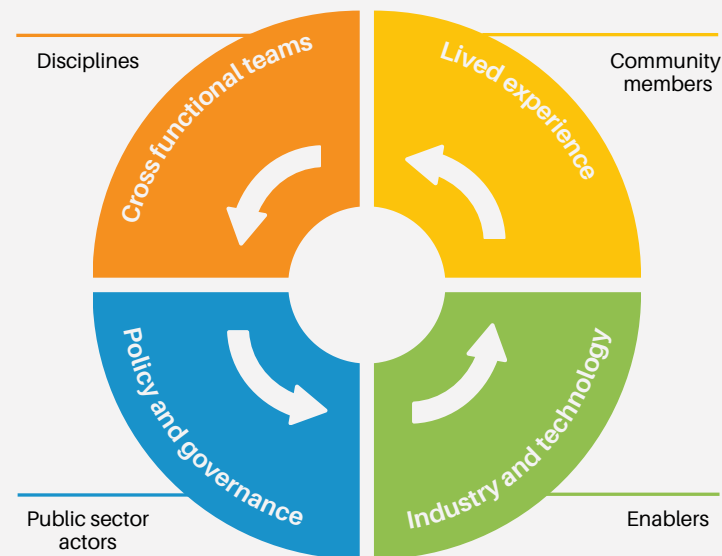 Disciplines
Cross functional teams
Lived experience
Community
members
Policy and governance
Public sector
actors
Industry and technology
Enablers